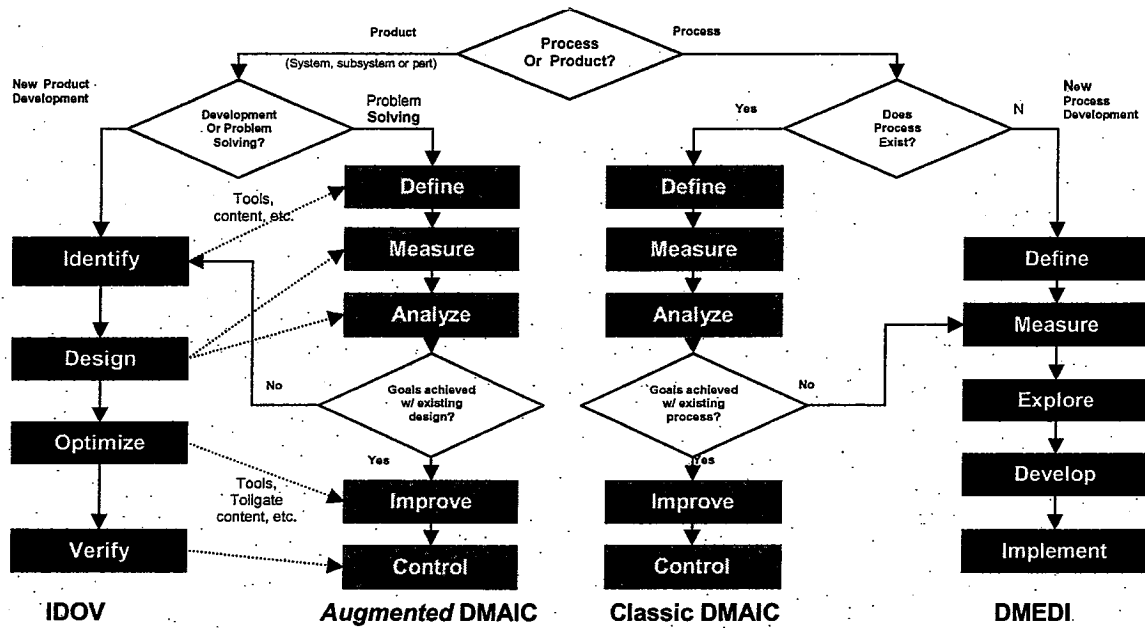 Product
Process
Or Product?
Process
(System, subsystem or part)
New Product
Development
Development
Or Problem
Solving?
Problem
Solving
Yes
Does
Process
Exist?
N
New
Process
Development
Tools,
content, etc.
Identify
Design
Optimize
Verify
IDOV
Define
Measure
Analyze
No
Goals achieved
w/ existing
design?
Yes
Tools,
Tollgate
content, etc.
Improve
Control
Augmented DMAIC
Define
Measure
Analyze
Goals achieved
w/ existing
process?
No
Yes
Improve
Control
Classic DMAIC
Define
Measure
Explore
Develop
Implement
DMEDI